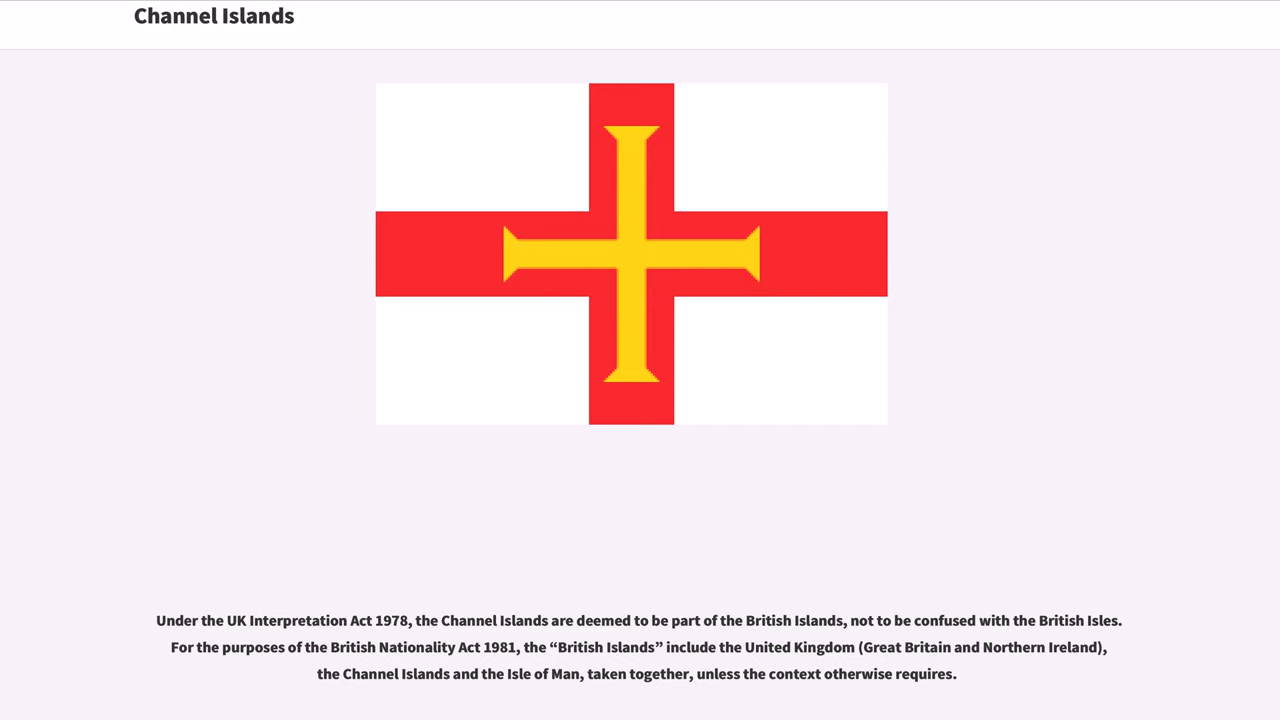 Channel Islands
Under the UK Interpretation Act 1978, the Channel Islands are deemed to be part of the British Islands, not to be confused with the British Isles.
For the purposes of the British Nationality Act 1981, the “British Islands” include the United Kingdom (Great Britain and Northern Ireland),
the Channel Islands and the Isle of Man, taken together, unless the context otherwise requires.